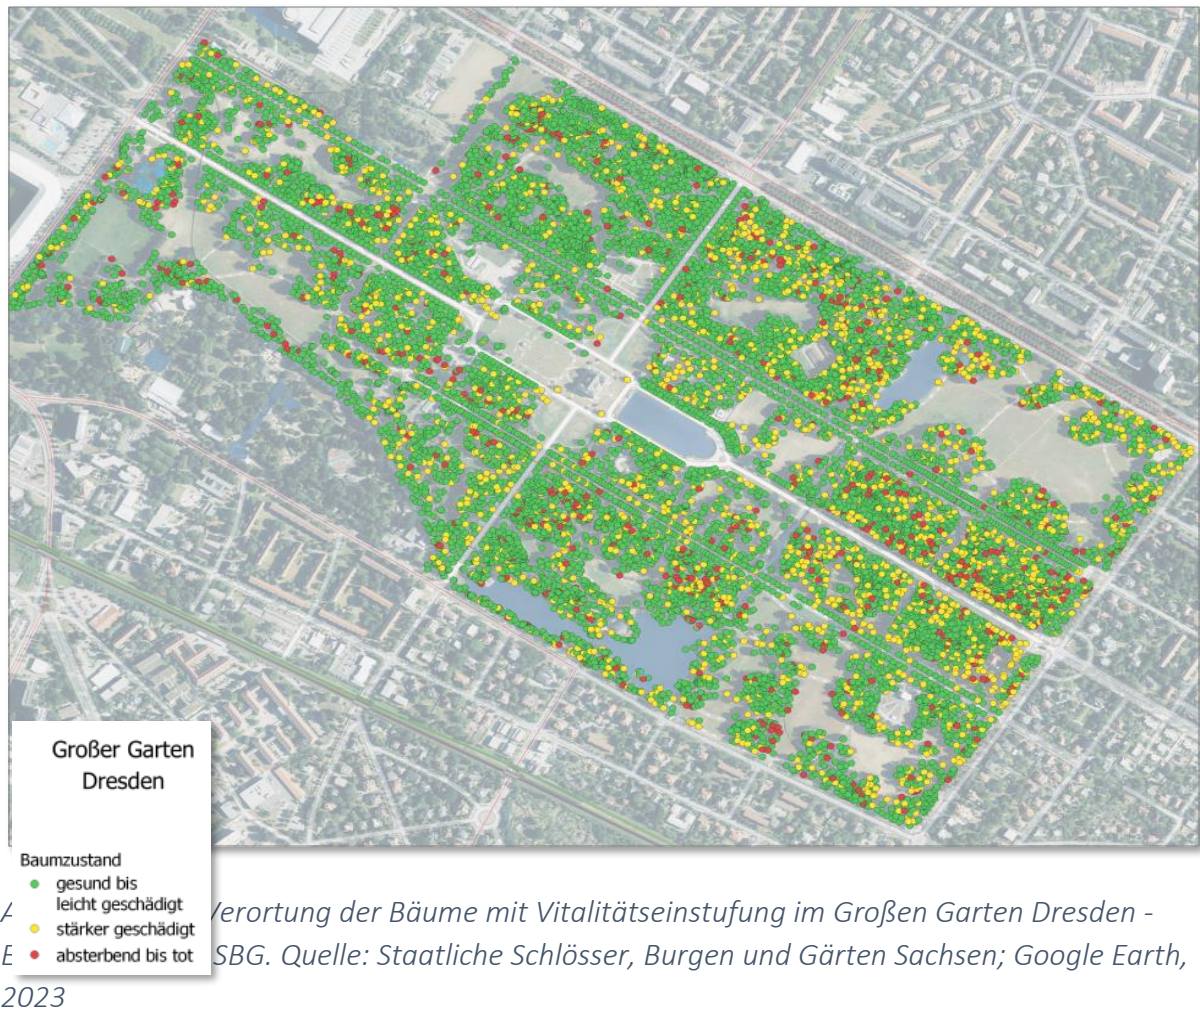 Großer Garten
Dresden
Baumzustand
gesund bis
leicht geschädigt
stärker geschädigt
absterbend bis tot
Verortung der Bäume mit Vitalitätseinstufung im Großen Garten Dresden -
SBG. Quelle: Staatliche Schlösser, Burgen und Gärten Sachsen; Google Earth,
2023